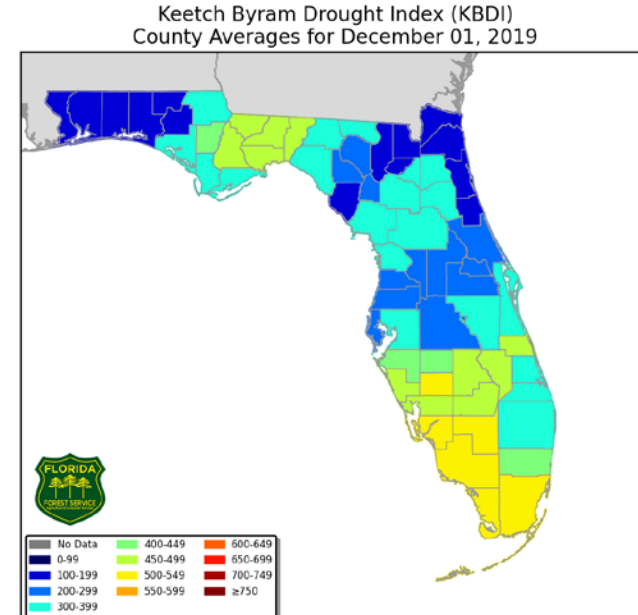 Keetch Byram Drought Index (KBDI)
County Averages for December 01, 2019
FLORIDA
FOREST SERVICE
No Data
0-99
100-199
200-299
300-399
400-449
450-499
500-549
550-599
600-649
650-699
700-749
≥750